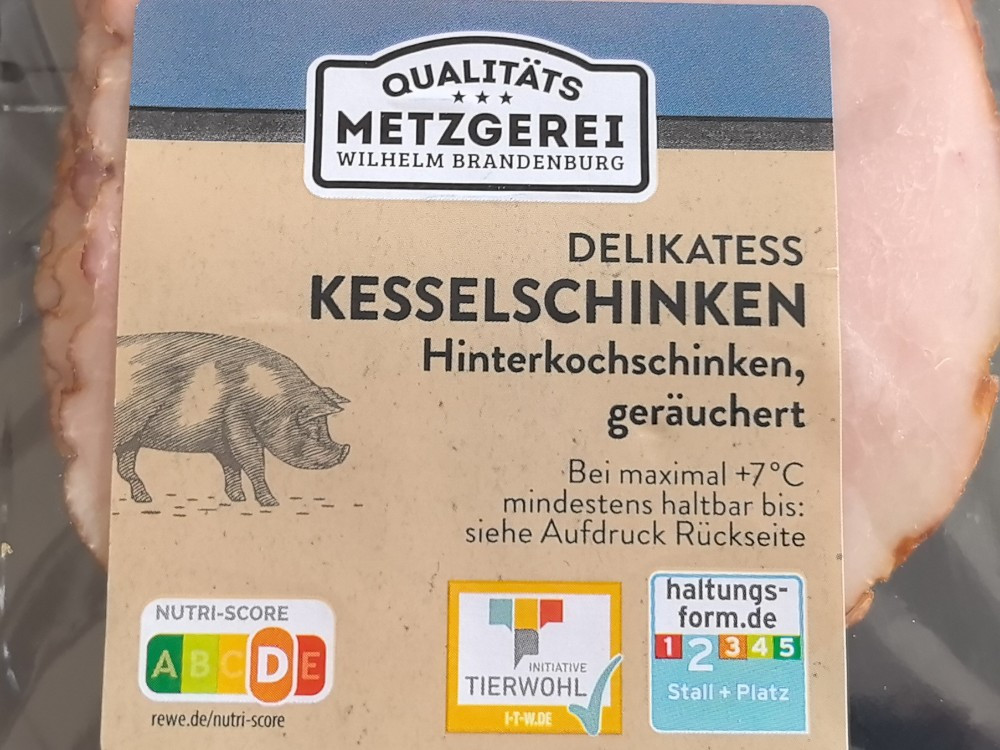 QUALITÄTS
METZGEREI
WILHELM BRANDENBURG
DELIKATESS
KESSELSCHINKEN
Hinterkochschinken,
geräuchert
Bei maximal +7°C
mindestens haltbar bis:
siehe Aufdruck Rückseite
NUTRI-SCORE
A B C D E
rewe.de/nutri-score
INITIATIVE
TIERWOHL
I-T-W.DE
haltungs-
form.de
1 2 3 4 5
Stall + Platz